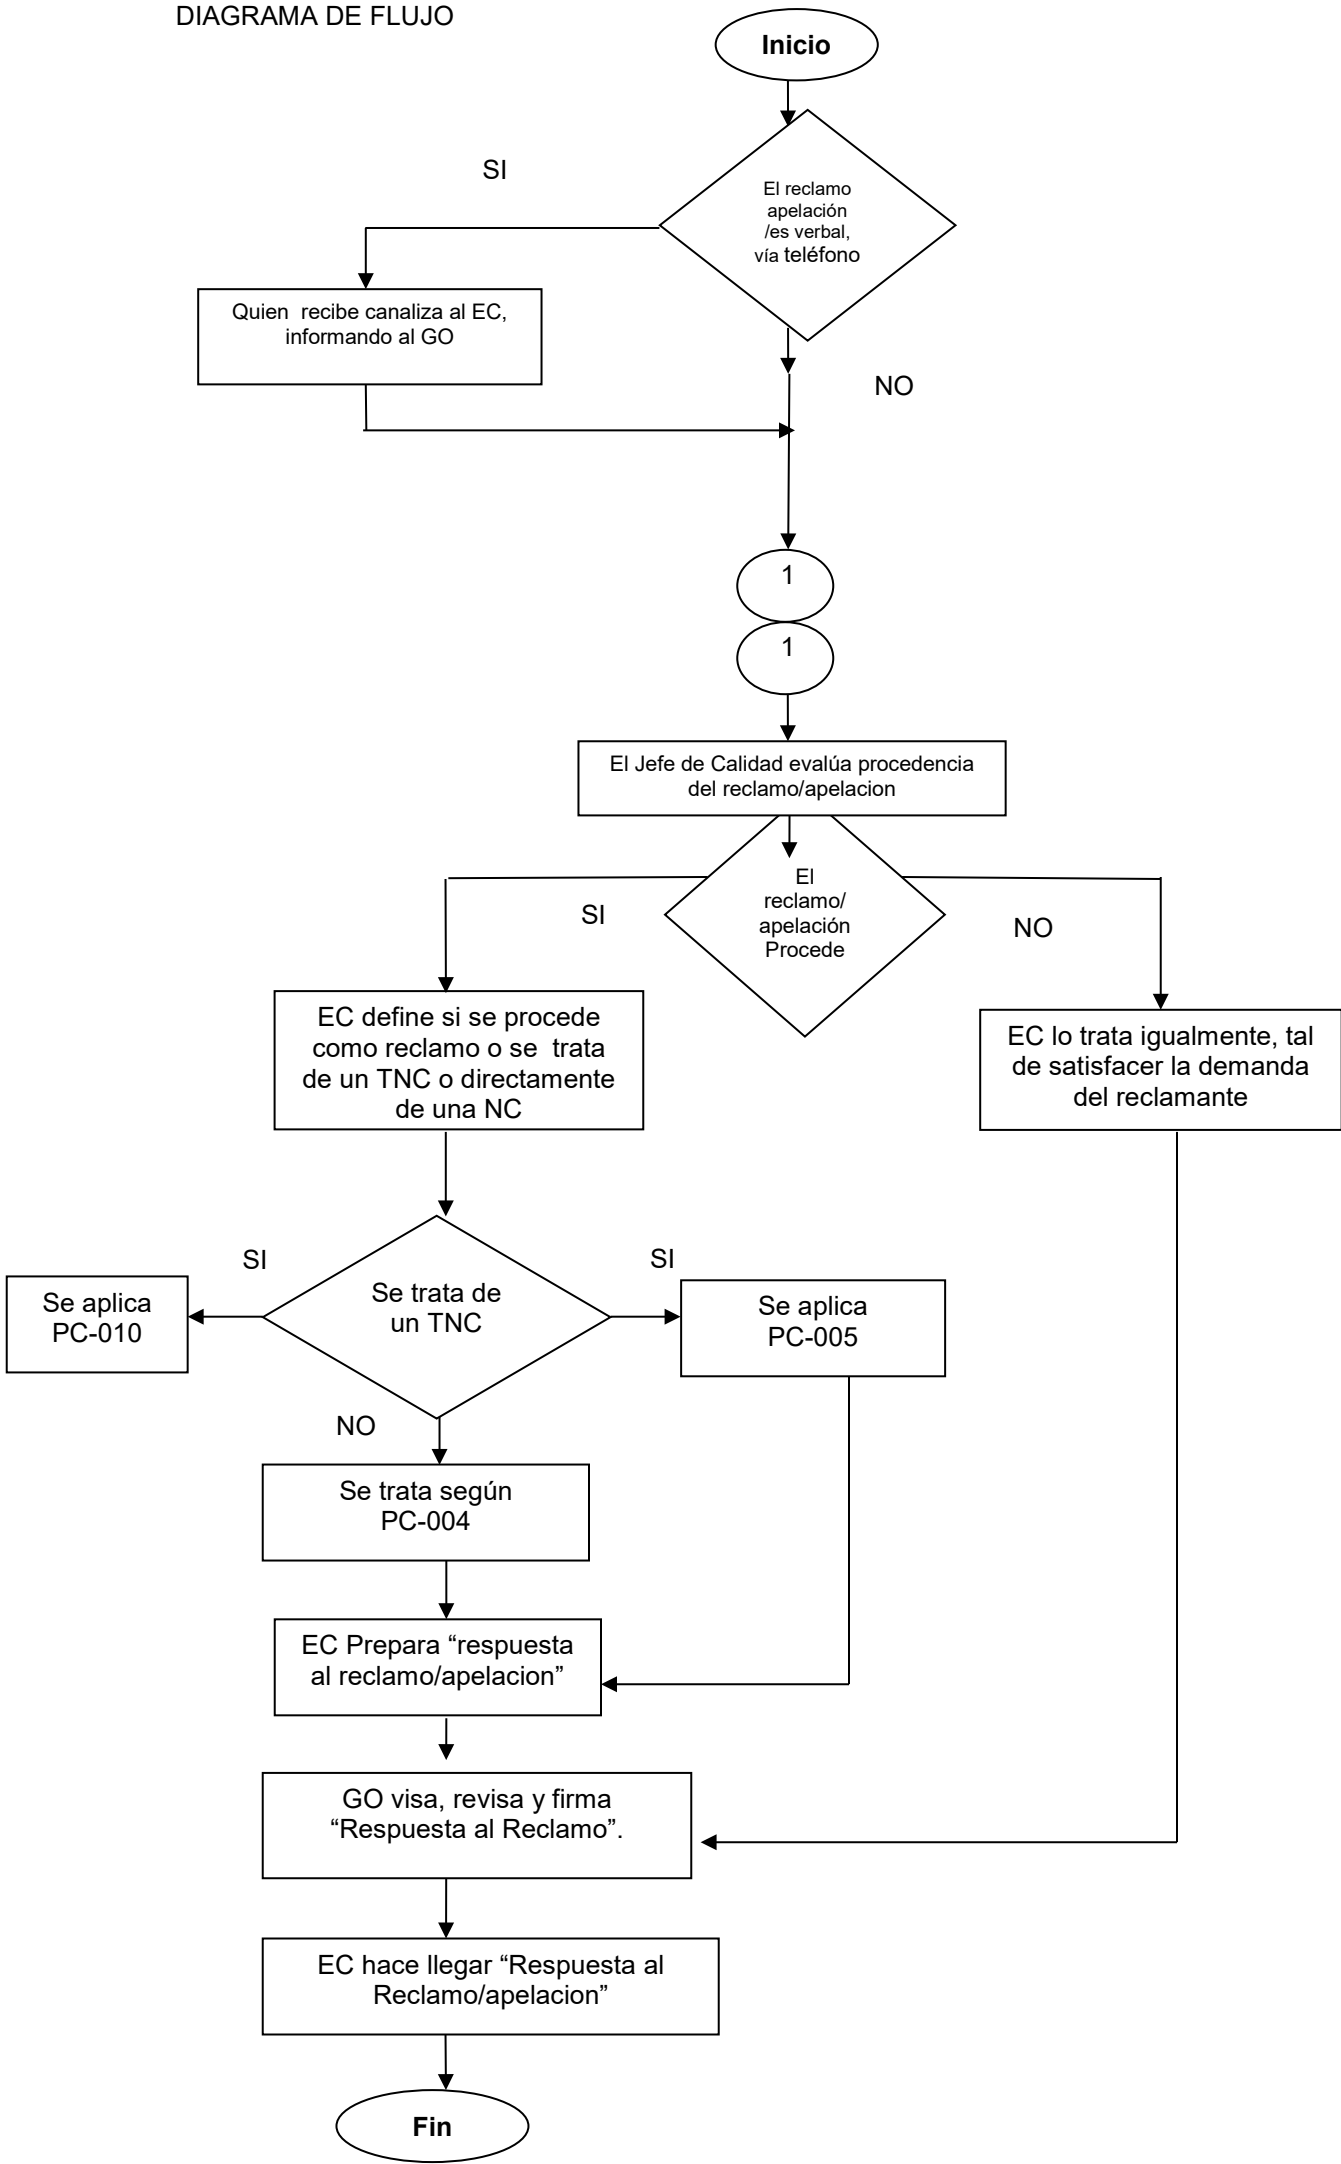 DIAGRAMA DE FLUJO
Inicio
SI
El reclamo
apelación
/es verbal,
vía teléfono
Quien recibe canaliza al EC,
informando al GO
NO
1
1
El Jefe de Calidad evalúa procedencia
del reclamo/apelacion
El
reclamo/
apelación
Procede
SI
NO
EC define si se procede
como reclamo o se trata
de un TNC o directamente
de una NC
EC lo trata igualmente, tal
de satisfacer la demanda
del reclamante
SI
SI
Se aplica
PC-010
Se trata de
un TNC
Se aplica
PC-005
NO
Se trata según
PC-004
EC Prepara “respuesta
al reclamo/apelacion”
GO visa, revisa y firma
“Respuesta al Reclamo”.
EC hace llegar “Respuesta al
Reclamo/apelacion”
Fin